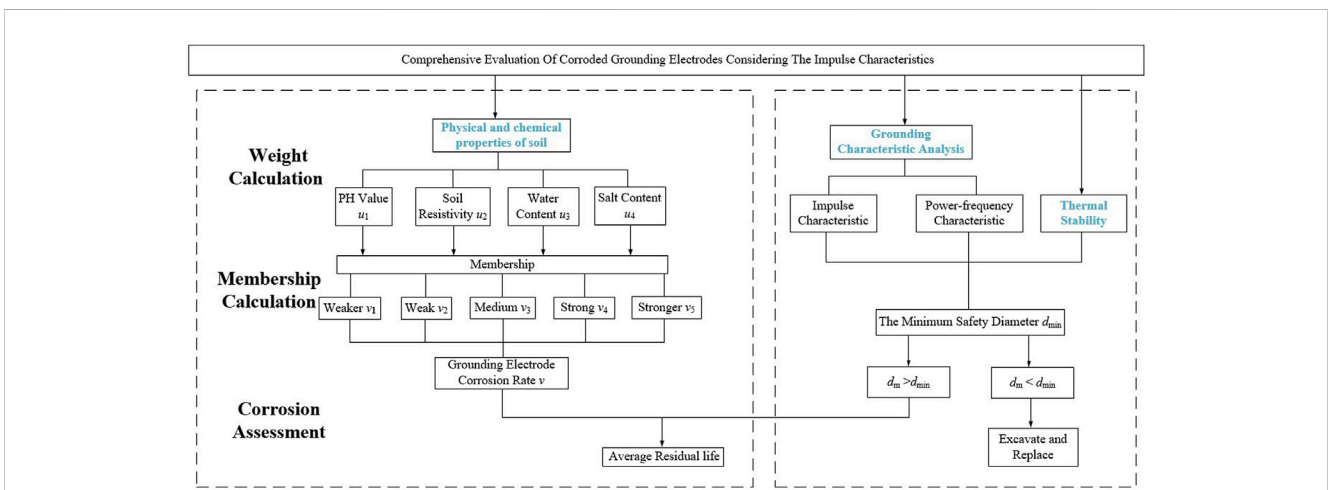 Comprehensive Evaluation Of Corroded Grounding Electrodes Considering The Impulse Characteristics
Weight
Calculation
Physical and chemical
properties of soil
PH Value
u1
Soil
Resistivity u2
Water
Content u3
Salt Content
u4
Membership
Calculation
Membership
Weaker v1
Weak v2
Medium v3
Strong v4
Stronger v5
Grounding Electrode
Corrosion Rate v
Corrosion
Assessment
Average Residual life
Grounding
Characteristic Analysis
Impulse
Characteristic
Power-frequency
Characteristic
Thermal
Stability
The Minimum Safety Diameter dmin
dm >dmin
dm < dmin
Excavate and
Replace